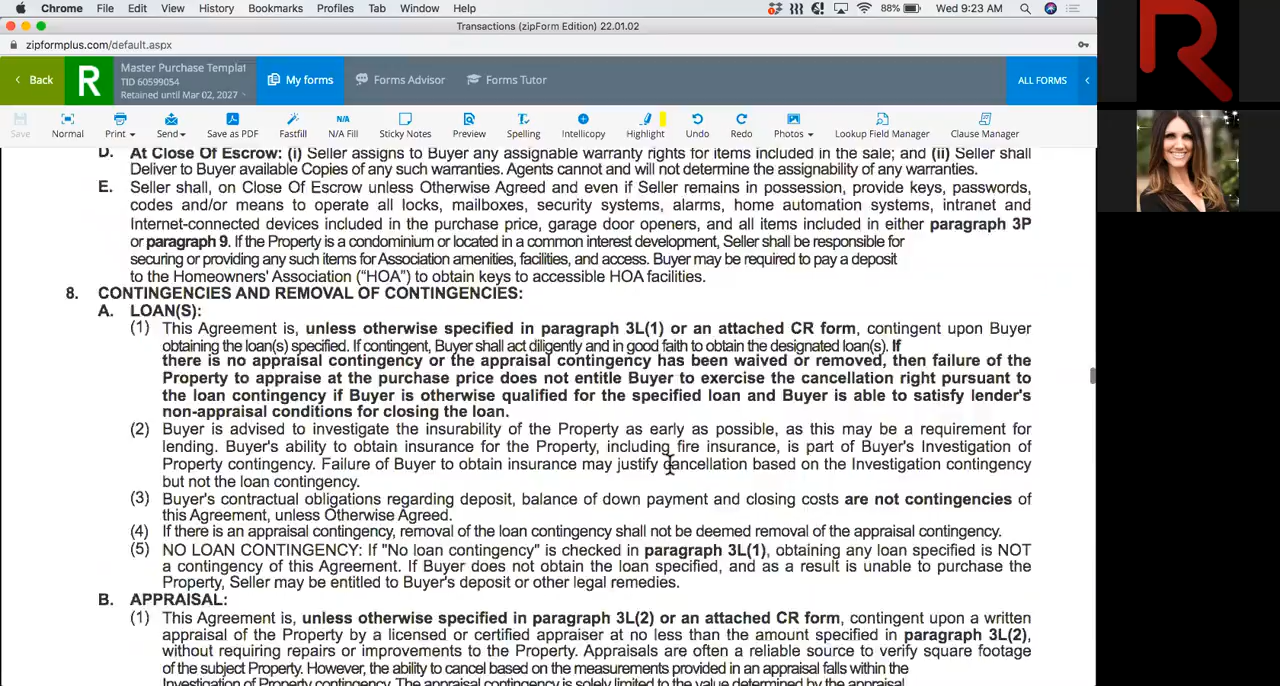 Chrome File Edit View History Bookmarks Profiles Tab Window Help 88% Wed 9:23 AM
Transactions (zipForm Edition) 22.01.02
zipformplus.com/default.aspx
Back R Master Purchase Templat
TID 60599054
Retained until Mar 02, 2027
My forms Forms Advisor Forms Tutor ALL FORMS
Save Normal Print Send Save as PDF N/A Fastfill N/A Fill Sticky Notes Preview Spelling Intellicopy Highlight Undo Redo Photos Lookup Field Manager Clause Manager
D. At Close Of Escrow: (i) Seller assigns to Buyer any assignable warranty rights for items included in the sale; and (ii) Seller shall
Deliver to Buyer available Copies of any such warranties. Agents cannot and will not determine the assignability of any warranties.
E. Seller shall, on Close Of Escrow unless Otherwise Agreed and even if Seller remains in possession, provide keys, passwords,
codes and/or means to operate all locks, mailboxes, security systems, alarms, home automation systems, intranet and
Internet-connected devices included in the purchase price, garage door openers, and all items included in either paragraph 3P
or paragraph 9. If the Property is a condominium or located in a common interest development, Seller shall be responsible for
securing or providing any such items for Association amenities, facilities, and access. Buyer may be required to pay a deposit
to the Homeowners' Association ("HOA") to obtain keys to accessible HOA facilities.
8. CONTINGENCIES AND REMOVAL OF CONTINGENCIES:
A. LOAN(S):
(1) This Agreement is, unless otherwise specified in paragraph 3L(1) or an attached CR form, contingent upon Buyer
obtaining the loan(s) specified. If contingent, Buyer shall act diligently and in good faith to obtain the designated loan(s). If
there is no appraisal contingency or the appraisal contingency has been waived or removed, then failure of the
Property to appraise at the purchase price does not entitle Buyer to exercise the cancellation right pursuant to
the loan contingency if Buyer is otherwise qualified for the specified loan and Buyer is able to satisfy lender's
non-appraisal conditions for closing the loan.
(2) Buyer is advised to investigate the insurability of the Property as early as possible, as this may be a requirement for
lending. Buyer's ability to obtain insurance for the Property, including fire insurance, is part of Buyer's Investigation of
Property contingency. Failure of Buyer to obtain insurance may justify cancellation based on the Investigation contingency
but not the loan contingency.
(3) Buyer's contractual obligations regarding deposit, balance of down payment and closing costs are not contingencies of
this Agreement, unless Otherwise Agreed.
(4) If there is an appraisal contingency, removal of the loan contingency shall not be deemed removal of the appraisal contingency.
(5) NO LOAN CONTINGENCY: If "No loan contingency" is checked in paragraph 3L(1), obtaining any loan specified is NOT
a contingency of this Agreement. If Buyer does not obtain the loan specified, and as a result is unable to purchase the
Property, Seller may be entitled to Buyer's deposit or other legal remedies.
B. APPRAISAL:
(1) This Agreement is, unless otherwise specified in paragraph 3L(2) or an attached CR form, contingent upon a written
appraisal of the Property by a licensed or certified appraiser at no less than the amount specified in paragraph 3L(2),
without requiring repairs or improvements to the Property. Appraisals are often a reliable source to verify square footage
of the subject Property. However, the ability to cancel based on the measurements provided in an appraisal falls within the
Investigation of Property contingency. The appraisal contingency is solely limited to the value determined by the appraisal.
R